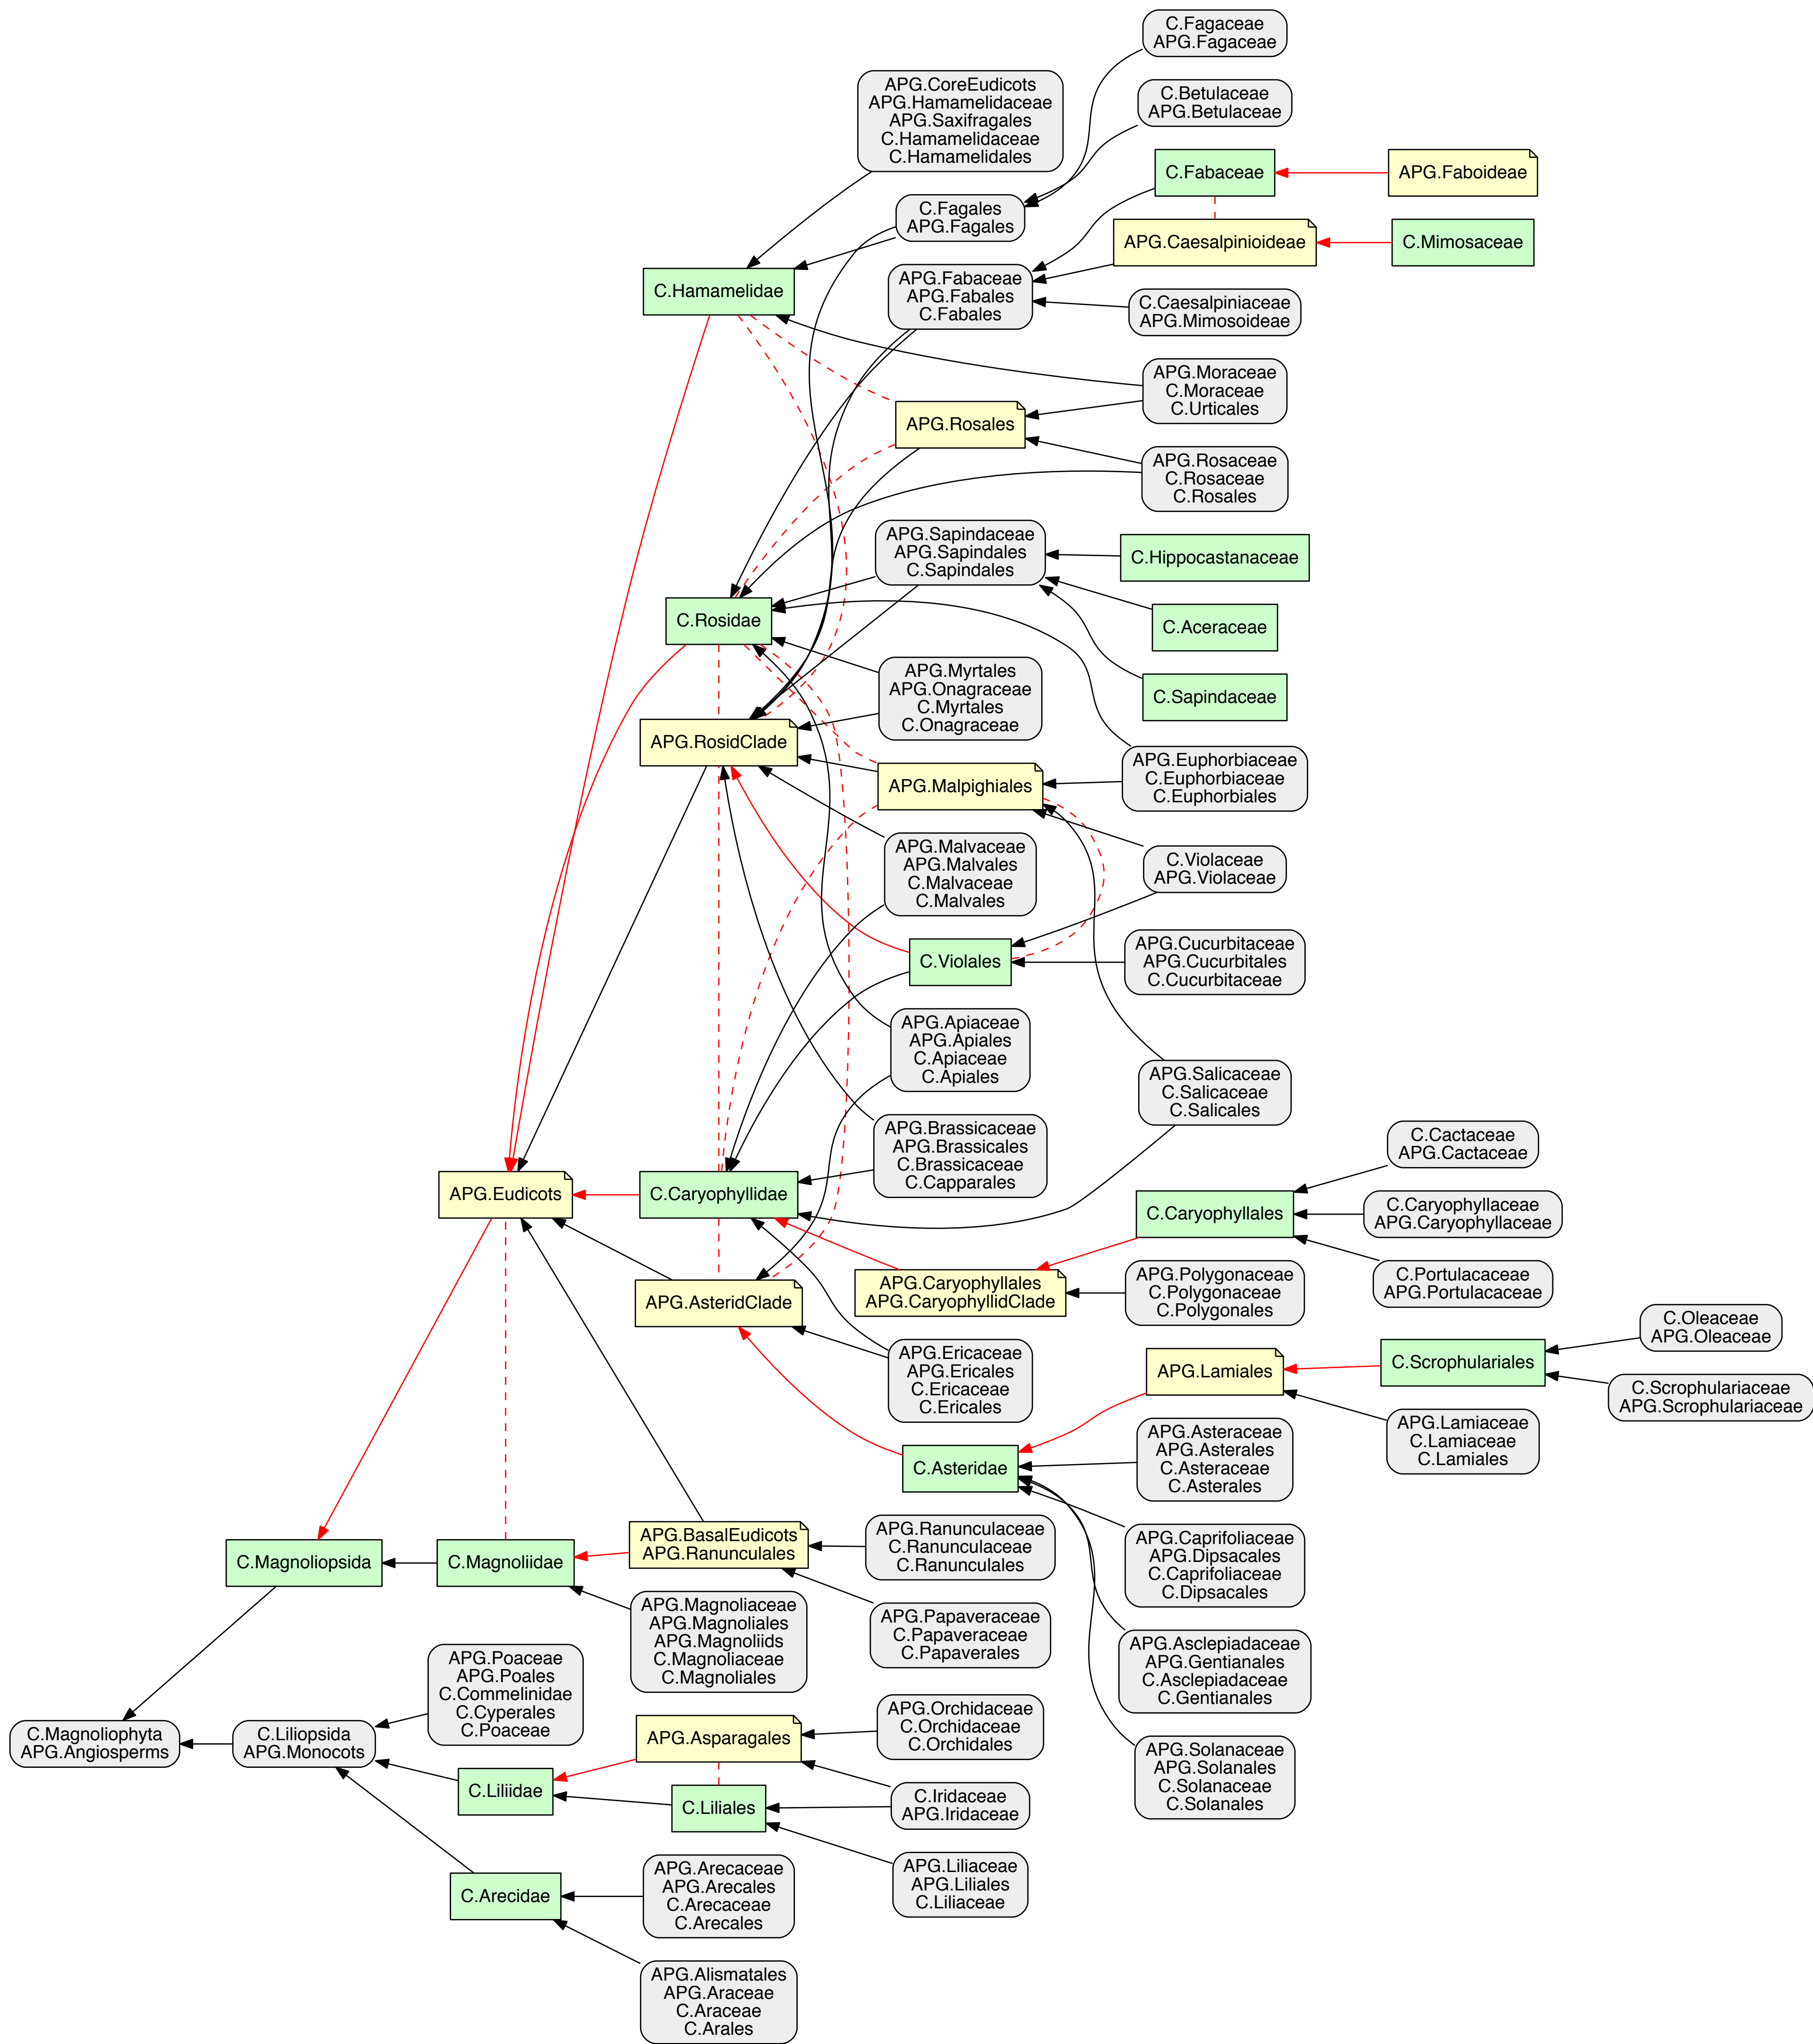 C.Fagaceae
APG.Fagaceae
APG.CoreEudicots
APG.Hamamelidaceae
APG.Saxifragales
C.Hamamelidaceae
C.Hamamelidales
C.Betulaceae
APG.Betulaceae
C.Fabaceae
APG.Faboideae
C.Fagales
APG.Fagales
APG.Caesalpinioideae
C.Mimosaceae
C.Hamamelidae
APG.Fabaceae
APG.Fabales
C.Fabales
C.Caesalpiniaceae
APG.Mimosoideae
APG.Moraceae
C.Moraceae
C.Urticales
APG.Rosales
APG.Rosaceae
C.Rosaceae
C.Rosales
APG.Sapindaceae
APG.Sapindales
C.Sapindales
C.Hippocastanaceae
C.Rosidae
C.Aceraceae
APG.Myrtales
APG.Onagraceae
C.Myrtales
C.Onagraceae
C.Sapindaceae
APG.RosidClade
APG.Malpighiales
APG.Euphorbiaceae
C.Euphorbiaceae
C.Euphorbiales
APG.Malvaceae
APG.Malvales
C.Malvaceae
C.Malvales
C.Violaceae
APG.Violaceae
C.Violales
APG.Cucurbitaceae
APG.Cucurbitales
C.Cucurbitaceae
APG.Apiaceae
APG.Apiales
C.Apiaceae
C.Apiales
APG.Salicaceae
C.Salicaceae
C.Salicales
APG.Brassicaceae
APG.Brassicales
C.Brassicaceae
C.Capparales
C.Cactaceae
APG.Cactaceae
APG.Eudicots
C.Caryophyllidae
C.Caryophyllales
C.Caryophyllaceae
APG.Caryophyllaceae
APG.AsteridClade
APG.Caryophyllales
APG.CaryophyllidClade
APG.Polygonaceae
C.Polygonaceae
C.Polygonales
C.Portulacaceae
APG.Portulacaceae
C.Oleaceae
APG.Oleaceae
APG.Ericaceae
APG.Ericales
C.Ericaceae
C.Ericales
APG.Lamiales
C.Scrophulariales
C.Scrophulariaceae
APG.Scrophulariaceae
APG.Lamiaceae
C.Lamiaceae
C.Lamiales
C.Asteridae
APG.Asteraceae
APG.Asterales
C.Asteraceae
C.Asterales
C.Magnoliopsida
C.Magnoliidae
APG.BasalEudicots
APG.Ranunculales
APG.Ranunculaceae
C.Ranunculaceae
C.Ranunculales
APG.Caprifoliaceae
APG.Dipsacales
C.Caprifoliaceae
C.Dipsacales
APG.Magnoliaceae
APG.Magnoliales
APG.Magnoliids
C.Magnoliaceae
C.Magnoliales
APG.Papaveraceae
C.Papaveraceae
C.Papaverales
APG.Asclepiadaceae
APG.Gentianales
C.Asclepiadaceae
C.Gentianales
APG.Poaceae
APG.Poales
C.Commelinidae
C.Cyperales
C.Poaceae
C.Magnoliophyta
APG.Angiosperms
C.Liliopsida
APG.Monocots
APG.Asparagales
APG.Orchidaceae
C.Orchidaceae
C.Orchidales
APG.Solanaceae
APG.Solanales
C.Solanaceae
C.Solanales
C.Liliidae
C.Liliales
C.Iridaceae
APG.Iridaceae
APG.Liliaceae
APG.Liliales
C.Liliaceae
C.Arecidae
APG.Arecaceae
APG.Arecales
C.Arecaceae
C.Arecales
APG.Alismatales
APG.Araceae
C.Araceae
C.Arales